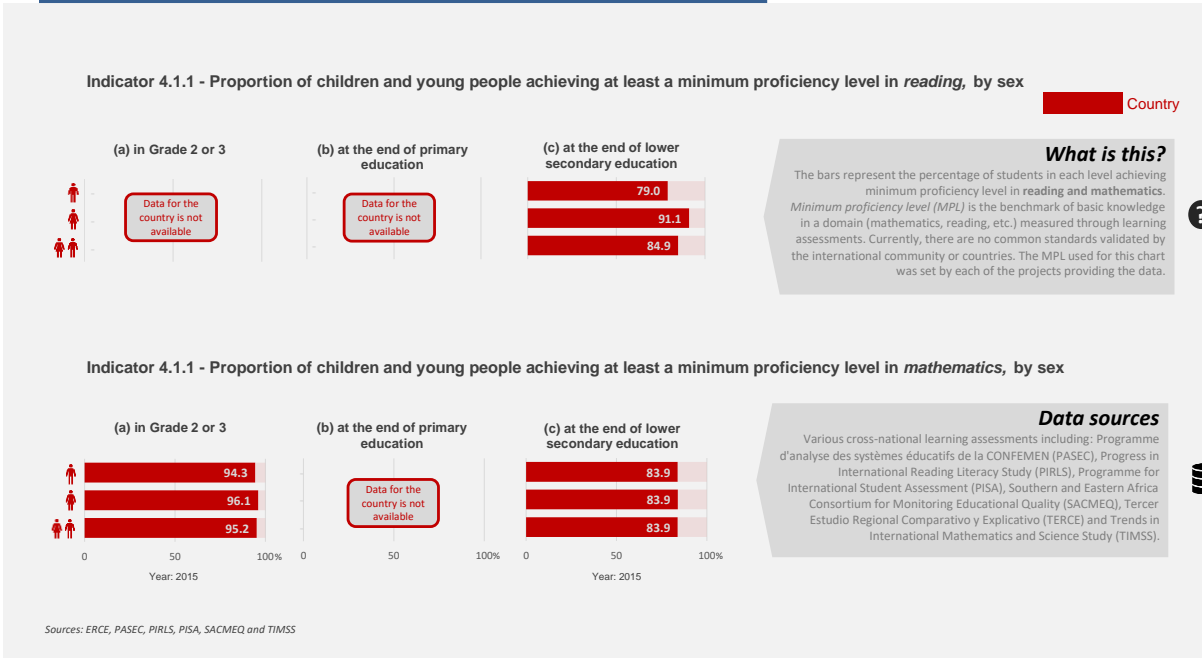 Indicator 4.1.1 - Proportion of children and young people achieving at least a minimum proficiency level in reading, by sex
Country
(a) in Grade 2 or 3
Data for the
country is not
available
(b) at the end of primary
education
Data for the
country is not
available
(c) at the end of lower
secondary education
79.0
91.1
84.9
What is this?
The bars represent the percentage of students in each level achieving
minimum proficiency level in reading and mathematics.
Minimum proficiency level (MPL) is the benchmark of basic knowledge
in a domain (mathematics, reading, etc.) measured through learning
assessments. Currently, there are no common standards validated by
the international community or countries. The MPL used for this chart
was set by each of the projects providing the data.
?
Indicator 4.1.1 - Proportion of children and young people achieving at least a minimum proficiency level in mathematics, by sex
(a) in Grade 2 or 3
94.3
96.1
95.2
0 50 100%
Year: 2015
(b) at the end of primary
education
Data for the
country is not
available
0 50 100%
(c) at the end of lower
secondary education
83.9
83.9
83.9
0 50 100%
Year: 2015
Data sources
Various cross-national learning assessments including: Programme
d'analyse des systèmes éducatifs de la CONFEMEN (PASEC), Progress in
International Reading Literacy Study (PIRLS), Programme for
International Student Assessment (PISA), Southern and Eastern Africa
Consortium for Monitoring Educational Quality (SACMEQ), Tercer
Estudio Regional Comparativo y Explicativo (TERCE) and Trends in
International Mathematics and Science Study (TIMSS).
Sources: ERCE, PASEC, PIRLS, PISA, SACMEQ and TIMSS